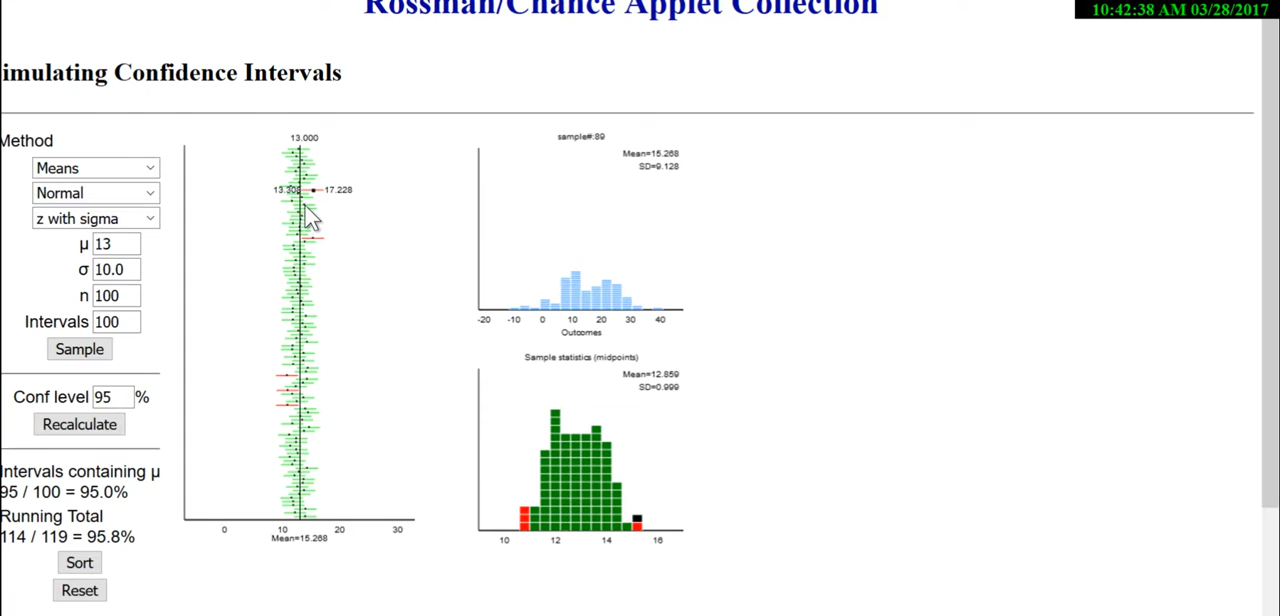 Rossman/Chance Applet Collection
10:42:38 AM 03/28/2017
imulating Confidence Intervals
Method
Means
Normal
z with sigma
μ 13
σ 10.0
n 100
Intervals 100
Sample
Conf level 95 %
Recalculate
Intervals containing μ
95 / 100 = 95.0%
Running Total
114 / 119 = 95.8%
Sort
Reset
13.000
17.228
0 10 20 30
Mean=15.268
sample#:89
Mean=15.268
SD=9.128
-20 -10 0 10 20 30 40
Outcomes
Sample statistics (midpoints)
Mean=12.859
SD=0.999
10 12 14 16